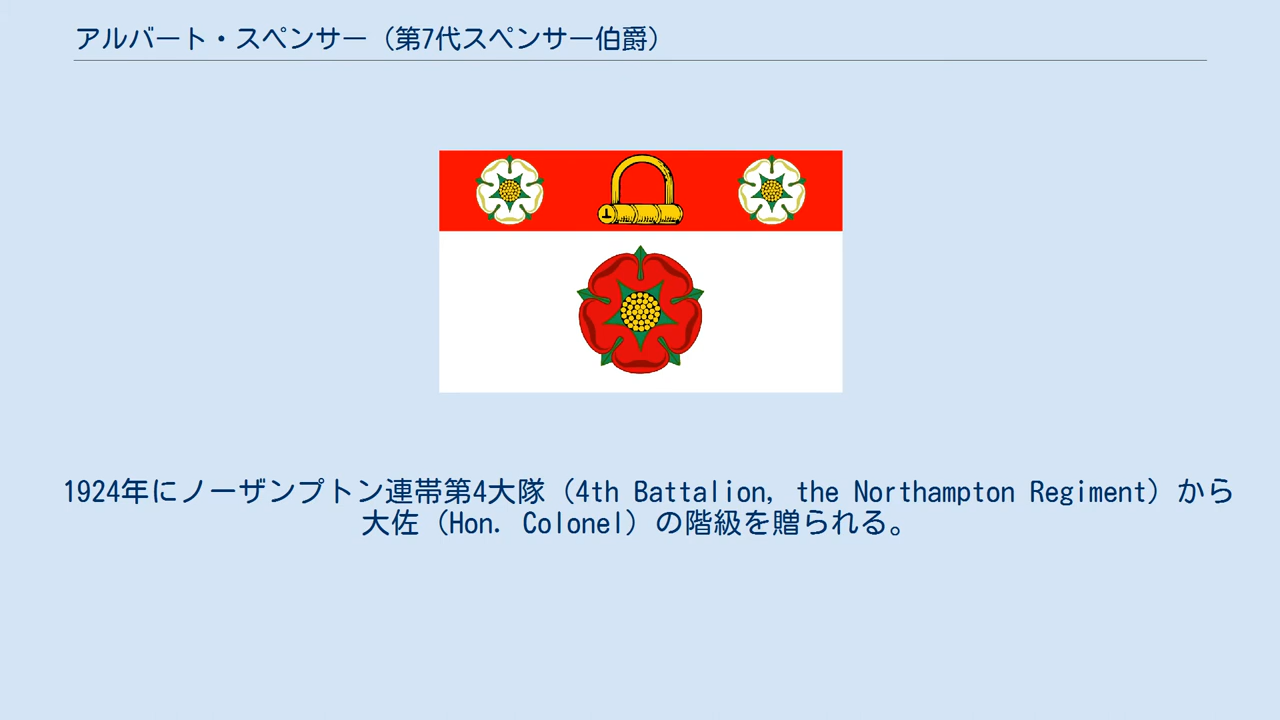 アルバート・スペンサー（第7代スペンサー伯爵）
1924年にノーザンプトン連帯第4大隊（4th Battalion, the Northampton Regiment）から
大佐（Hon. Colonel）の階級を贈られる。